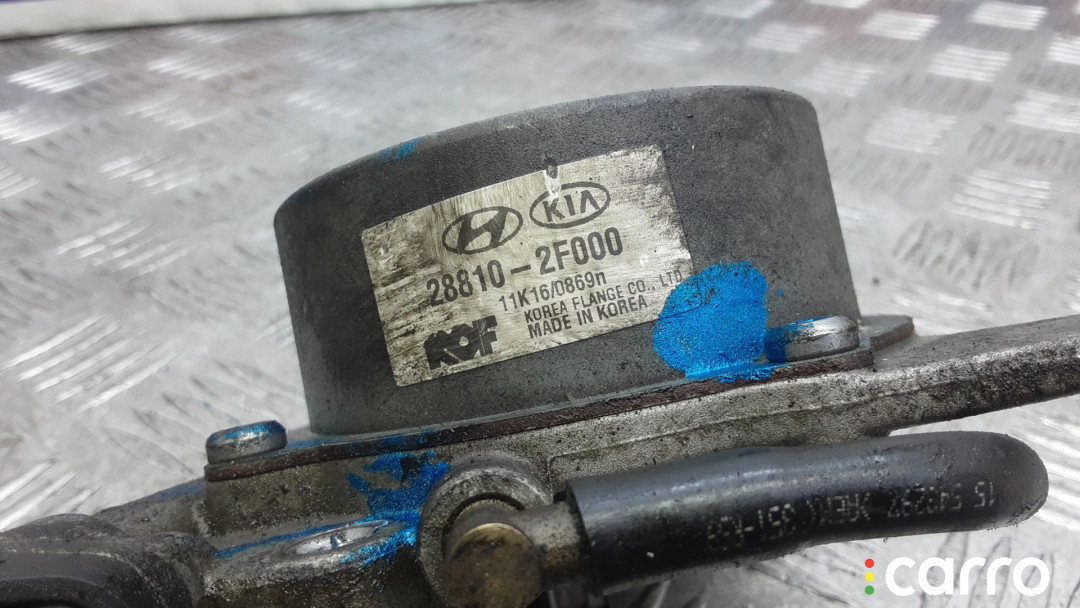 KIA
28810-2F000
11K16/0869n
KOREA FLANGE CO., LTD.
MADE IN KOREA
KOF
carro